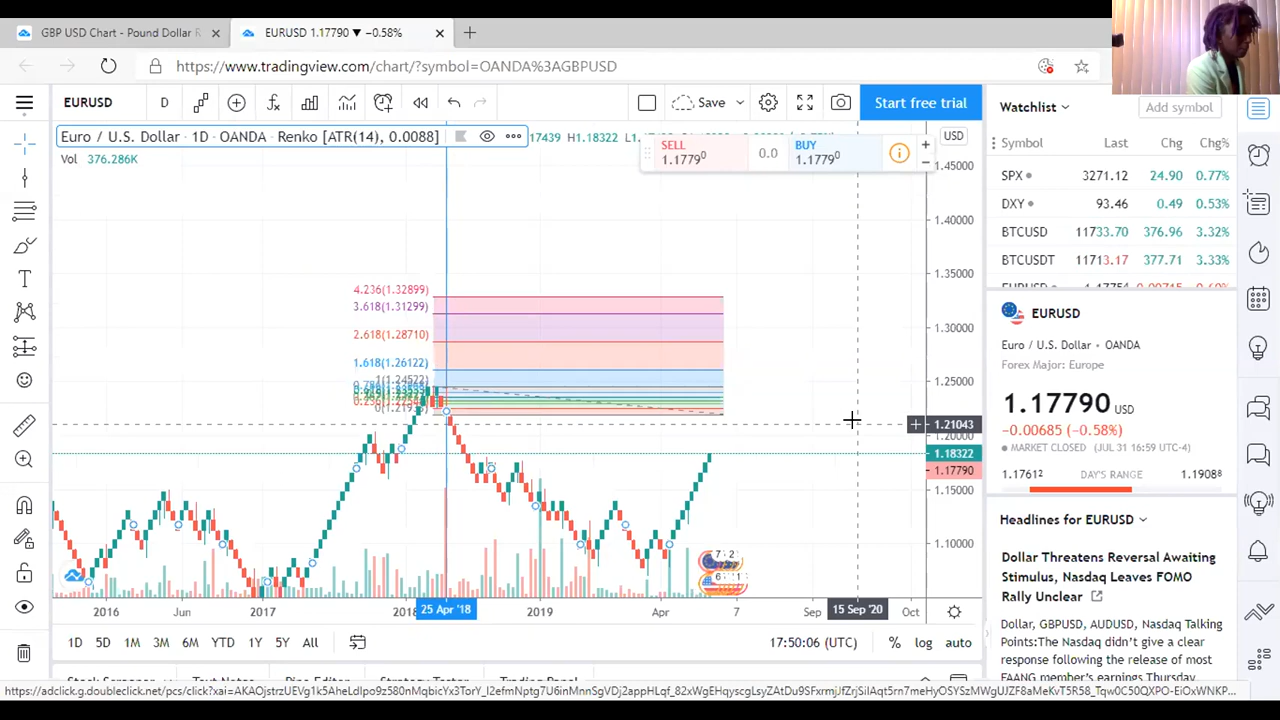 GBP USD Chart - Pound Dollar R
EURUSD 1.17790 ▼ −0.58%
https://www.tradingview.com/chart/?symbol=OANDA%3AGBPUSD
EURUSD
D
Save
Start free trial
Euro / U.S. Dollar · 1D · OANDA · Renko [ATR(14), 0.0088]
H1.18322
Vol 376.286K
SELL
1.17790
0.0
BUY
1.17790
USD
1.45000
1.40000
1.35000
1.30000
1.25000
1.21043
1.20000
1.18322
1.17790
1.15000
1.10000
4.236(1.32899)
3.618(1.31299)
2.618(1.28710)
1.618(1.26122)
1(1.24522)
2016
Jun
2017
2018
25 Apr '18
2019
Apr
7
Sep
15 Sep '20
Oct
1D
5D
1M
3M
6M
YTD
1Y
5Y
All
17:50:06 (UTC)
%
log
auto
Watchlist
Add symbol
Symbol Last Chg Chg%
SPX 3271.12 24.90 0.77%
DXY 93.46 0.49 0.53%
BTCUSD 11733.70 376.96 3.32%
BTCUSDT 11713.17 377.71 3.33%
EURUSD
Euro / U.S. Dollar • OANDA
Forex Major: Europe
1.17790 USD
−0.00685 (−0.58%)
MARKET CLOSED (JUL 31 16:59 UTC-4)
1.17612 DAY'S RANGE 1.19088
Headlines for EURUSD
Dollar Threatens Reversal Awaiting
Stimulus, Nasdaq Leaves FOMO
Rally Unclear
Dollar, GBPUSD, AUDUSD, Nasdaq Talking
Points:The Nasdaq didn't give a clear
response following the release of most
FAANG member's earnings Thursday